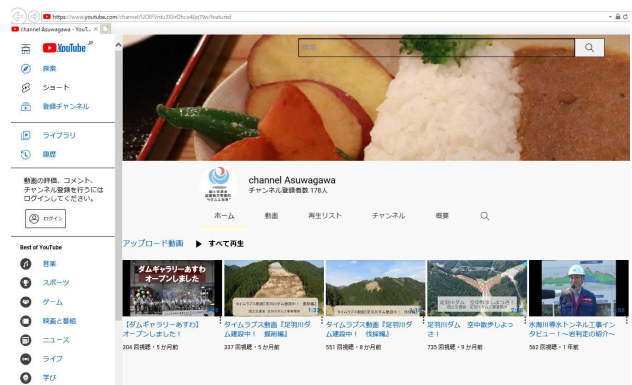 https://www.youtube.com/channel/
channel Asuwagawa - YouT...
YouTube JP
検索
探索
ショート
登録チャンネル
ライブラリ
履歴
動画の評価、コメント、
チャンネル登録を行うには
ログインしてください。
ログイン
Best of YouTube
音楽
スポーツ
ゲーム
映画と番組
ニュース
ライブ
学び
channel Asuwagawa
チャンネル登録者数 178人
ホーム 動画 再生リスト チャンネル 概要
アップロード動画 ▶ すべて再生
ダムギャラリーあすわ
オープンしました
【ダムギャラリーあすわ】
オープンしました！
304 回視聴・5 か月前
1:33
タイムラプス動画『足羽川ダ
ム建設中！ 掘削編』
337 回視聴・5 か月前
タイムラプス動画『足羽川ダ
ム建設中！ 伐採編』
551 回視聴・8 か月前
足羽川ダム 空中散歩しよっ
さ！
735 回視聴・9 か月前
水海川導水トンネル工事イン
タビュー！～岩判定の紹介～
562 回視聴・1 年前